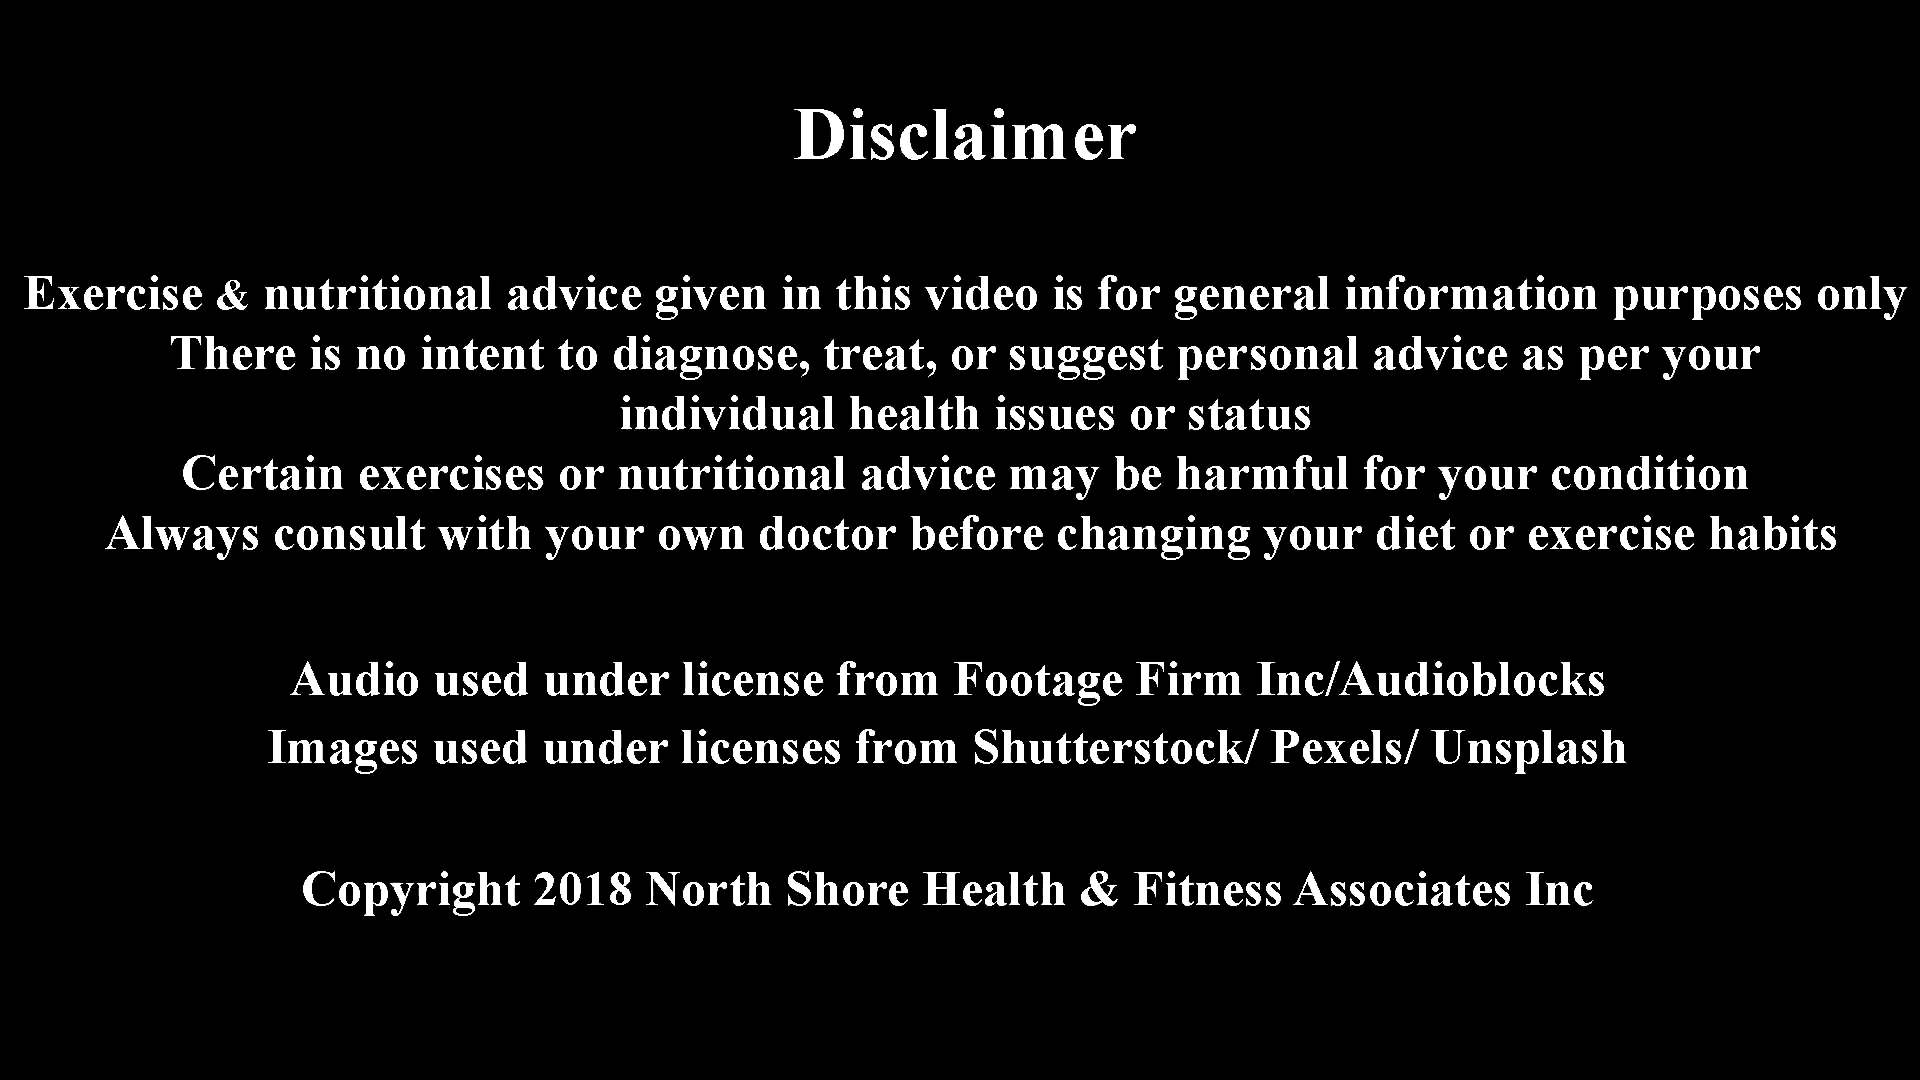 Disclaimer
Exercise & nutritional advice given in this video is for general information purposes only
There is no intent to diagnose, treat, or suggest personal advice as per your
individual health issues or status
Certain exercises or nutritional advice may be harmful for your condition
Always consult with your own doctor before changing your diet or exercise habits
Audio used under license from Footage Firm Inc/Audioblocks
Images used under licenses from Shutterstock/ Pexels/ Unsplash
Copyright 2018 North Shore Health & Fitness Associates Inc